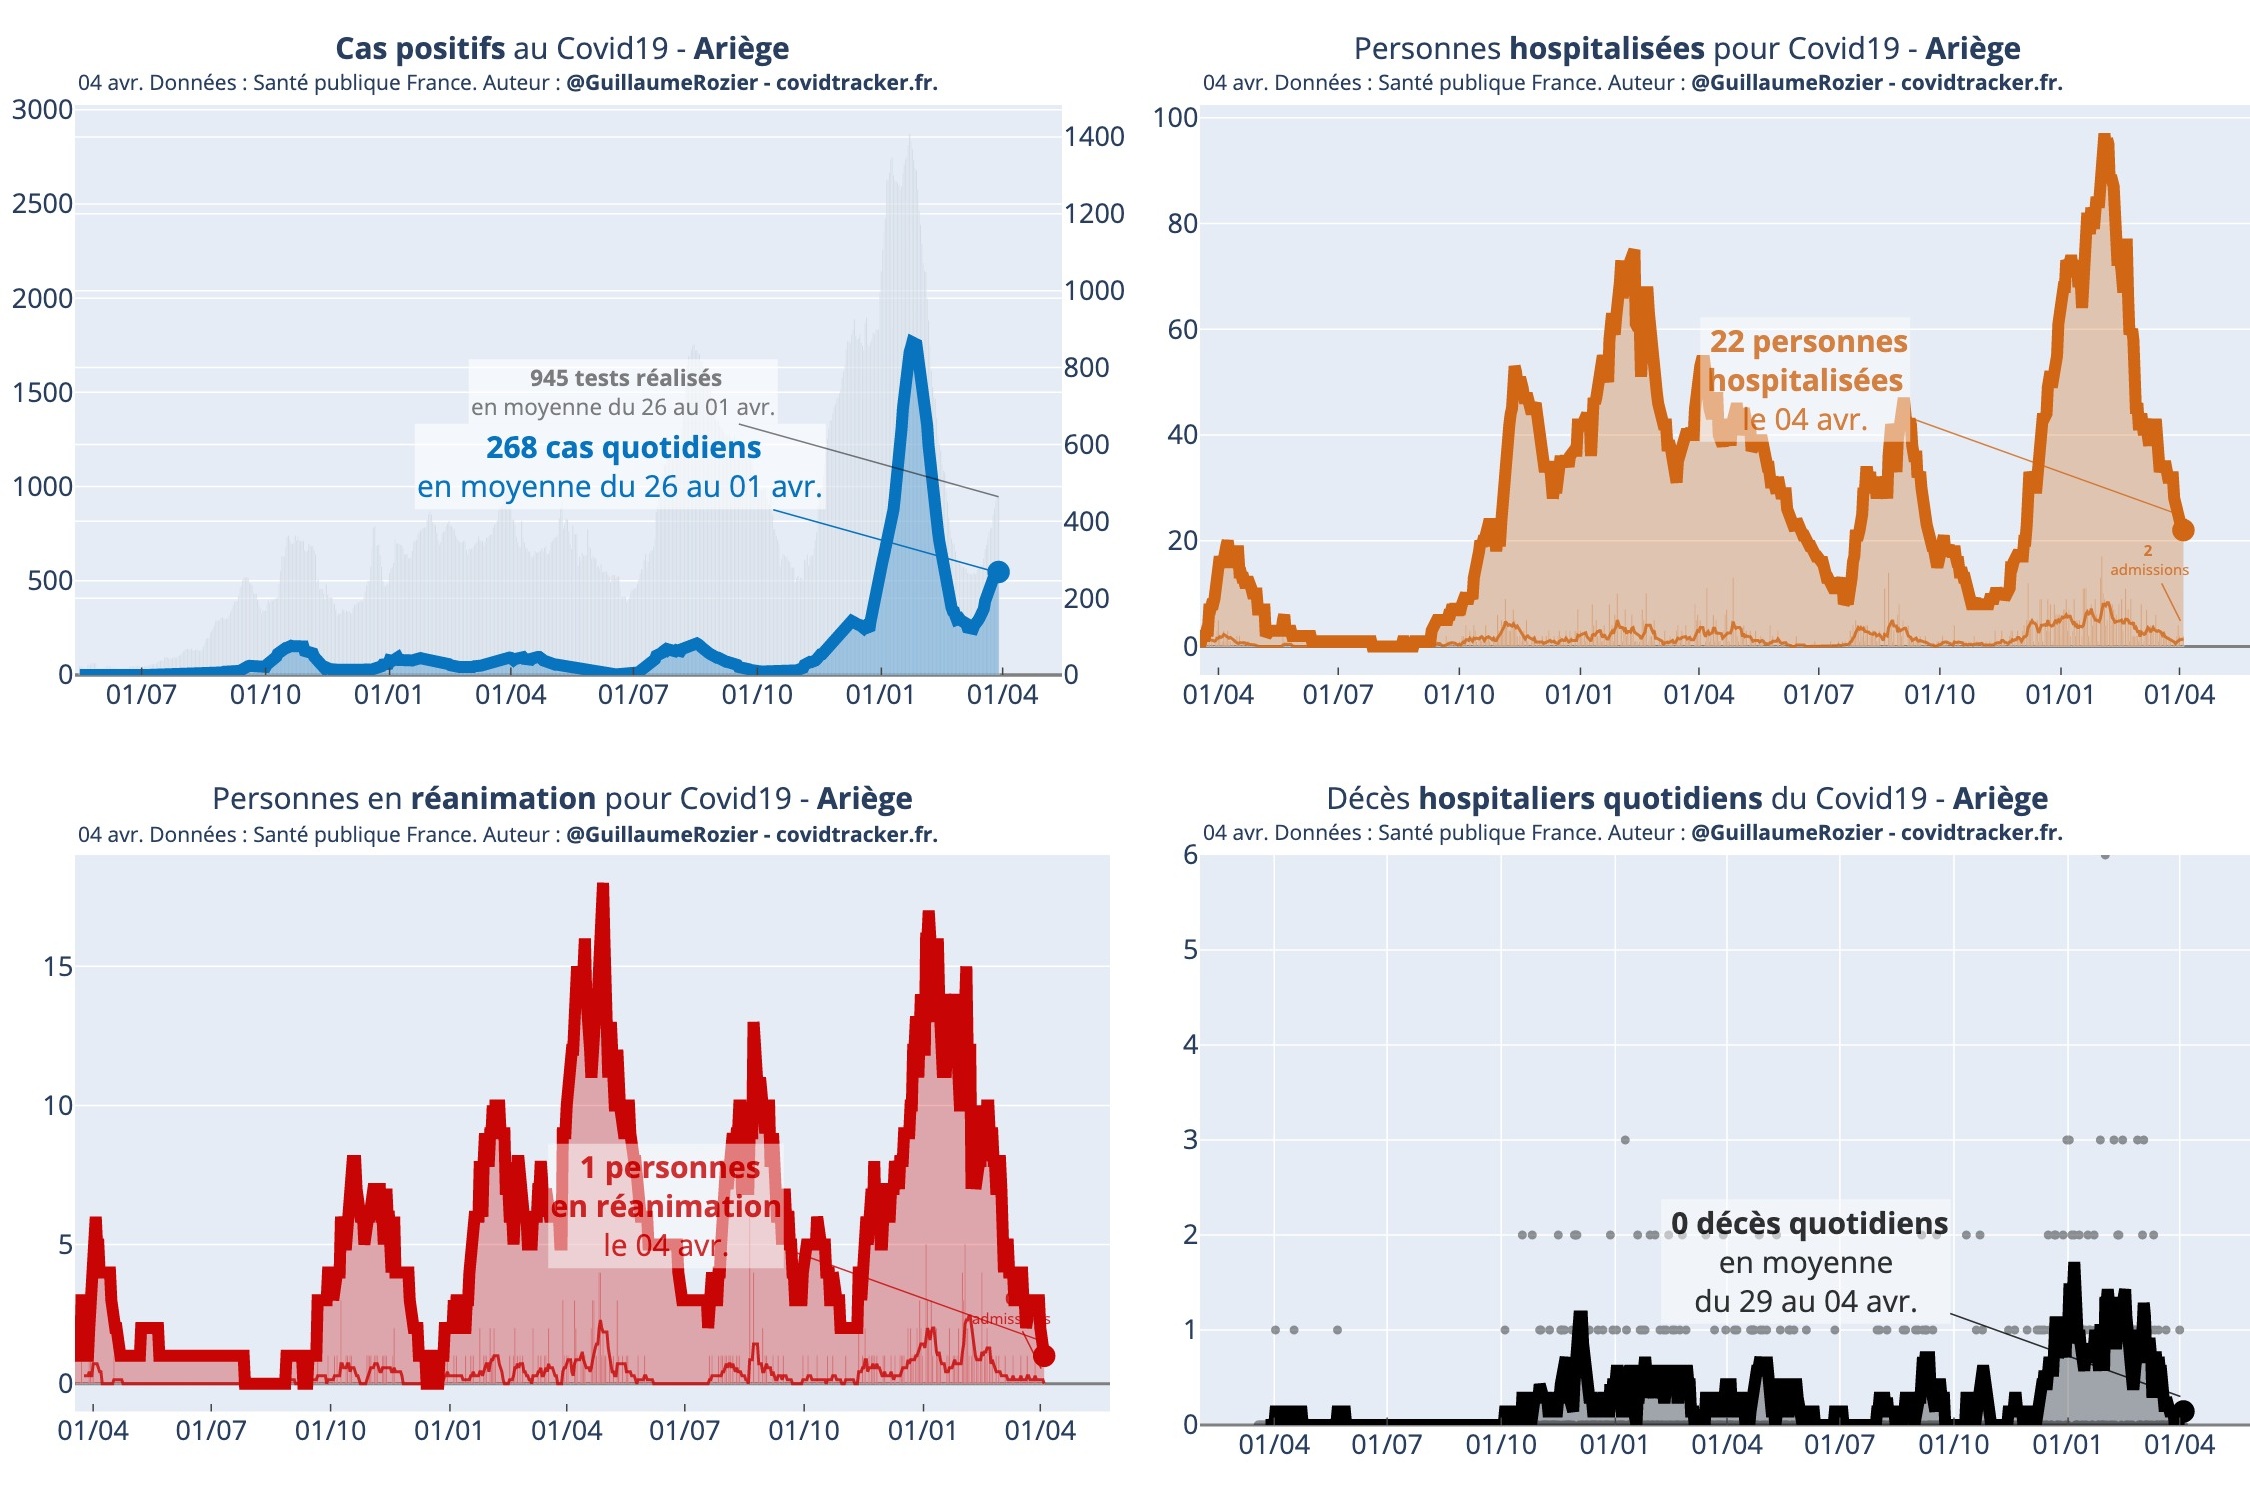 Cas positifs au Covid19 - Ariège
04 avr. Données : Santé publique France. Auteur : @GuillaumeRozier - covidtracker.fr.
3000
2500
2000
1500
1000
500
0
1400
1200
1000
800
600
400
200
0
945 tests réalisés
en moyenne du 26 au 01 avr.
268 cas quotidiens
en moyenne du 26 au 01 avr.
01/07 01/10 01/01 01/04 01/07 01/10 01/01 01/04
Personnes hospitalisées pour Covid19 - Ariège
04 avr. Données : Santé publique France. Auteur : @GuillaumeRozier - covidtracker.fr.
100
80
60
40
20
0
22 personnes
hospitalisées
le 04 avr.
2
admissions
01/04 01/07 01/10 01/01 01/04 01/07 01/10 01/01 01/04
Personnes en réanimation pour Covid19 - Ariège
04 avr. Données : Santé publique France. Auteur : @GuillaumeRozier - covidtracker.fr.
15
10
5
0
1 personnes
en réanimation
le 04 avr.
admissions
01/04 01/07 01/10 01/01 01/04 01/07 01/10 01/01 01/04
Décès hospitaliers quotidiens du Covid19 - Ariège
04 avr. Données : Santé publique France. Auteur : @GuillaumeRozier - covidtracker.fr.
6
5
4
3
2
1
0
0 décès quotidiens
en moyenne
du 29 au 04 avr.
01/04 01/07 01/10 01/01 01/04 01/07 01/10 01/01 01/04